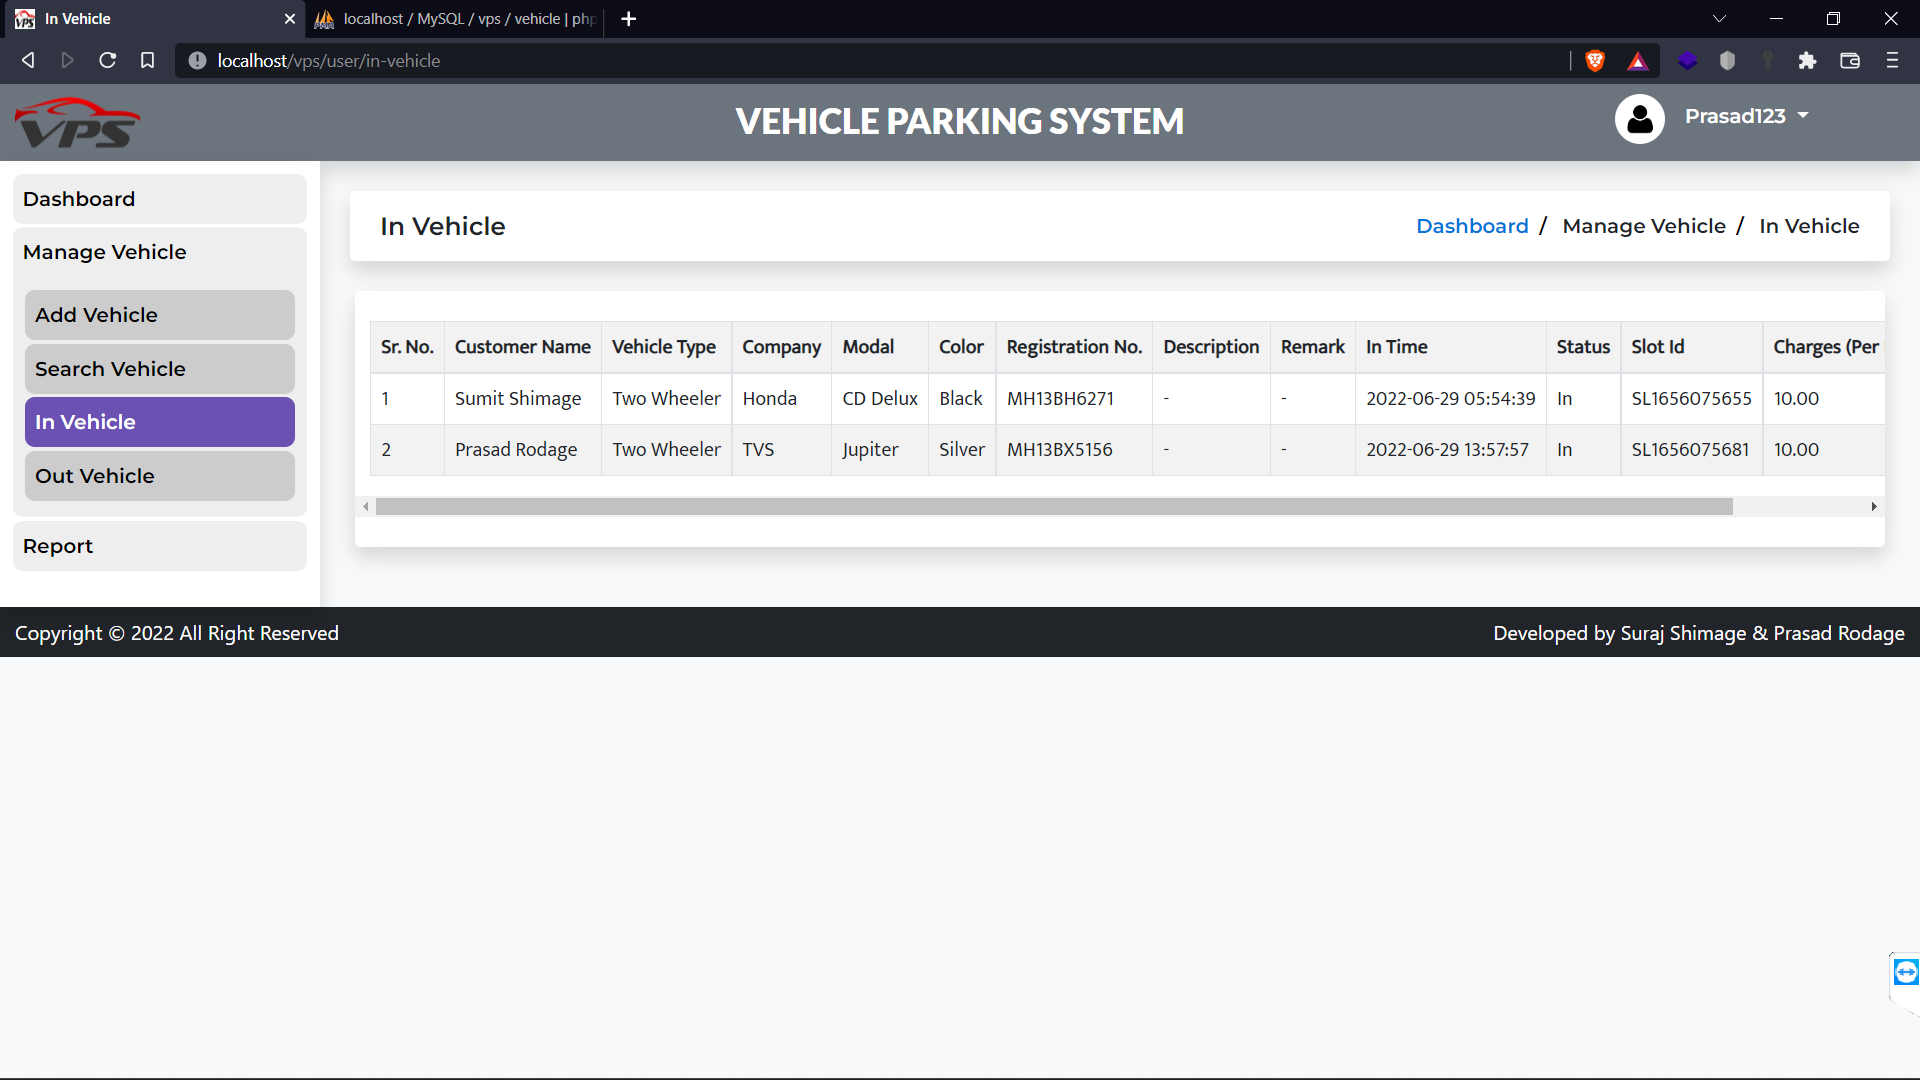 In Vehicle
localhost / MySQL / vps / vehicle | php
localhost/vps/user/in-vehicle
VPS
VEHICLE PARKING SYSTEM
Prasad123
Dashboard
Manage Vehicle
Add Vehicle
Search Vehicle
In Vehicle
Out Vehicle
Report
In Vehicle
Dashboard / Manage Vehicle / In Vehicle
Sr. No. Customer Name Vehicle Type Company Modal Color Registration No. Description Remark In Time Status Slot Id Charges (Per
1 Sumit Shimage Two Wheeler Honda CD Delux Black MH13BH6271 - - 2022-06-29 05:54:39 In SL1656075655 10.00
2 Prasad Rodage Two Wheeler TVS Jupiter Silver MH13BX5156 - - 2022-06-29 13:57:57 In SL1656075681 10.00
Copyright © 2022 All Right Reserved
Developed by Suraj Shimage & Prasad Rodage